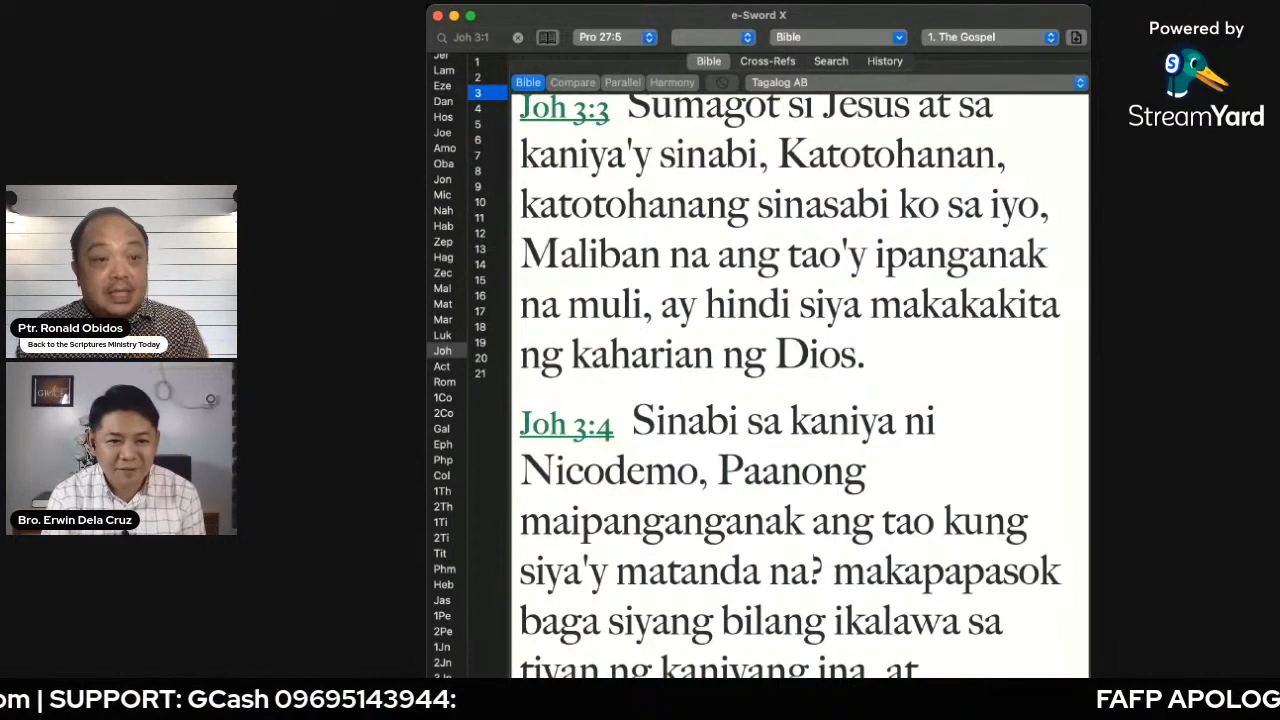 e-Sword X
Joh 3:1
Pro 27:5
Bible
1. The Gospel
Bible Cross-Refs Search History
Bible Compare Parallel Harmony
Tagalog AB
Jer
Lam
Eze
Dan
Hos
Joe
Amo
Oba
Jon
Mic
Nah
Hab
Zep
Hag
Zec
Mal
Mat
Mar
Luk
Joh
Act
Rom
1Co
2Co
Gal
Eph
Php
Col
1Th
2Th
1Ti
2Ti
Tit
Phm
Heb
Jas
1Pe
2Pe
1Jn
2Jn
1
2
3
4
5
6
7
8
9
10
11
12
13
14
15
16
17
18
19
20
21
Joh 3:3 Sumagot si Jesus at sa
kaniya'y sinabi, Katotohanan,
katotohanang sinasabi ko sa iyo,
Maliban na ang tao'y ipanganak
na muli, ay hindi siya makakakita
ng kaharian ng Dios.
Joh 3:4 Sinabi sa kaniya ni
Nicodemo, Paanong
maipanganganak ang tao kung
siya'y matanda na? makapapasok
baga siyang bilang ikalawa sa
tiyan ng kaniyang ina, at
Powered by
S
StreamYard
Ptr. Ronald Obidos
Back to the Scriptures Ministry Today
GRACE
Bro. Erwin Dela Cruz
om | SUPPORT: GCash 09695143944:
FAFP APOLOG